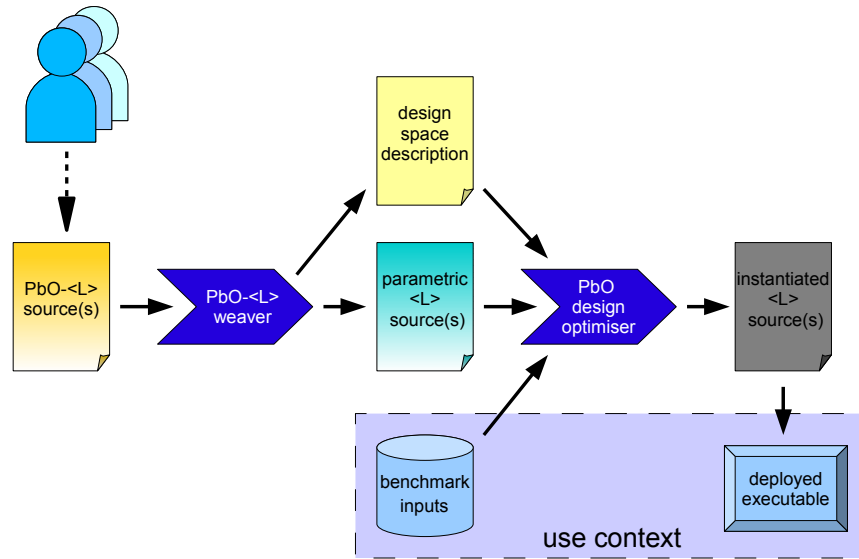 design
space
description
PbO-<L>
source(s)
PbO-<L>
weaver
parametric
<L>
source(s)
PbO
design
optimiser
instantiated
<L>
source(s)
benchmark
inputs
deployed
executable
use context